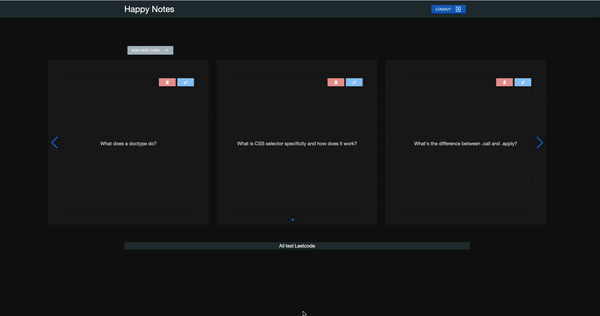 Happy Notes
LOGOUT
ADD NEW CARD +
What does a doctype do?
What is CSS selector specificity and how does it work?
What's the difference between .call and .apply?
All test Leetcode